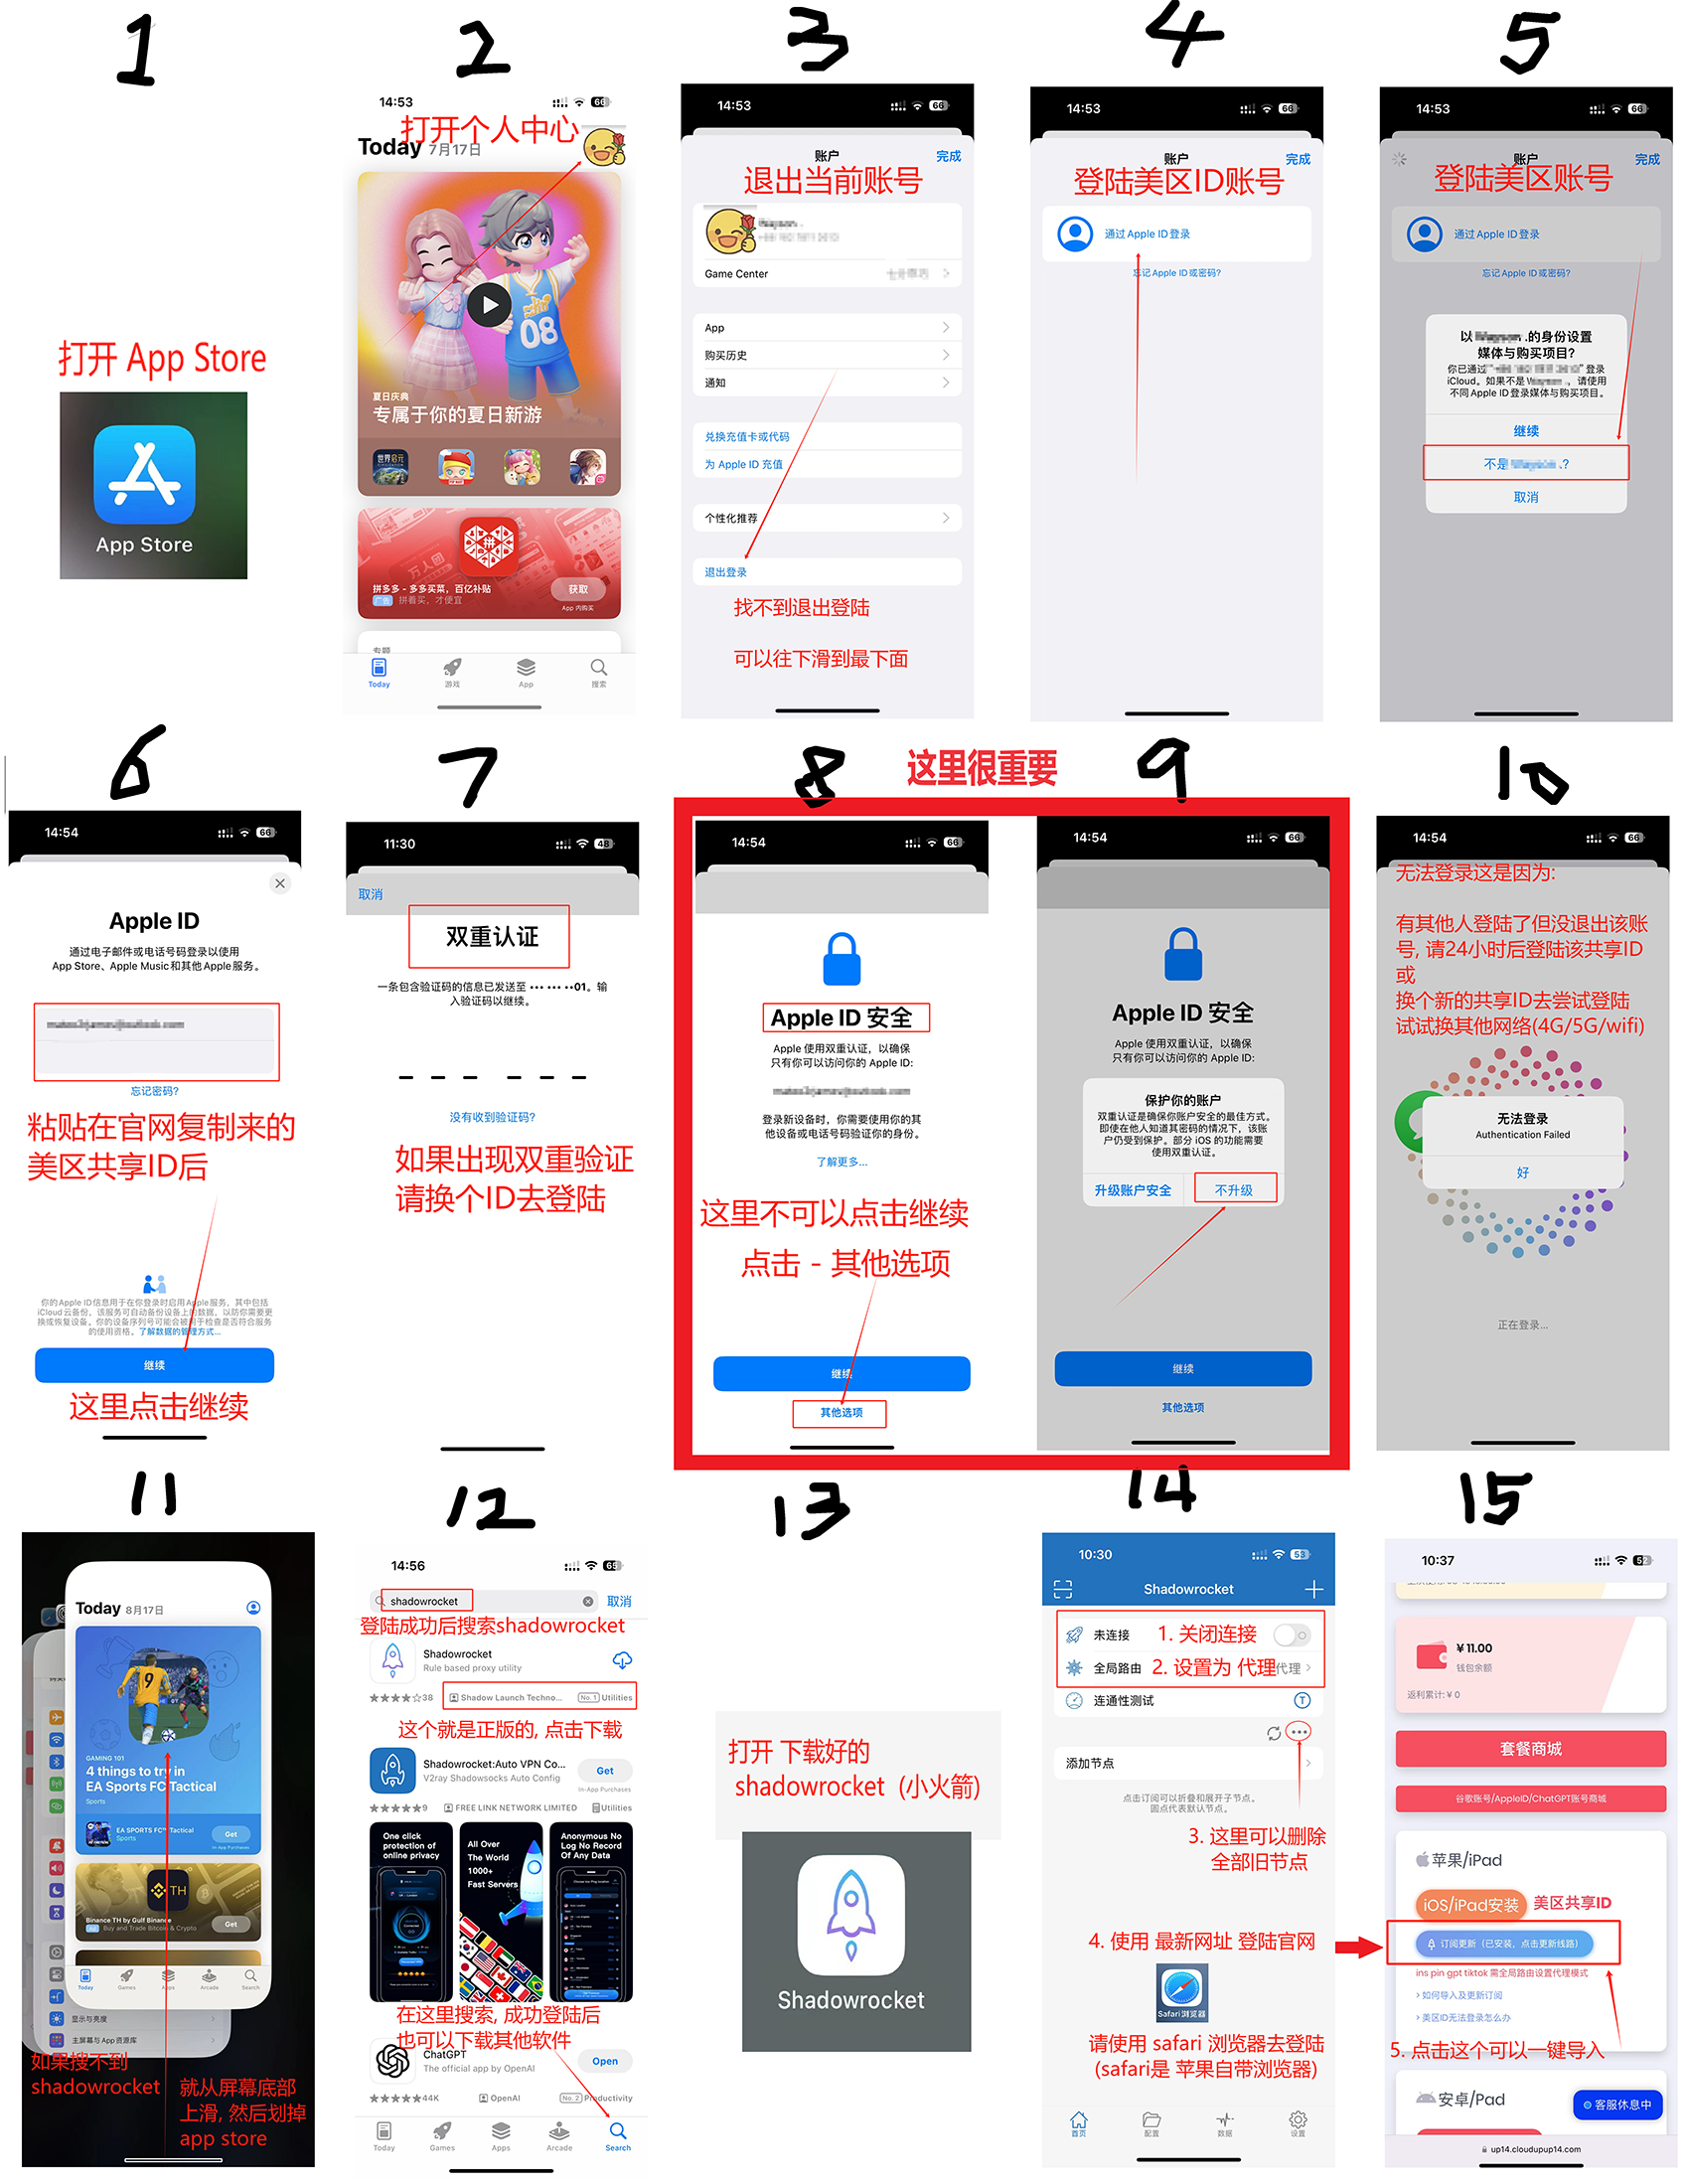 1
打开 App Store
App Store
2
14:53
66
打开个人中心
Today 7月17日
08
夏日庆典
专属于你的夏日新游
世界启元
拼
万人团
拼多多 - 多多买菜，百亿补贴
广告 拼着买，才便宜
获取
App 内购买
专题
Today
游戏
App
搜索
3
14:53
66
账户
完成
退出当前账号
Game Center
App
购买历史
通知
兑换充值卡或代码
为 Apple ID 充值
个性化推荐
退出登录
找不到退出登陆
可以往下滑到最下面
4
14:53
66
账户
完成
登陆美区ID账号
通过 Apple ID 登录
忘记 Apple ID 或密码?
5
14:53
66
账户
完成
登陆美区账号
通过 Apple ID 登录
忘记 Apple ID 或密码?
以 .的身份设置
媒体与购买项目?
你已通过" "登录
iCloud。如果不是 ，请使用
不同 Apple ID 登录媒体与购买项目。
继续
不是 .?
取消
6
14:54
66
Apple ID
通过电子邮件或电话号码登录以使用
App Store、Apple Music 和其他 Apple 服务。
忘记密码?
粘贴在官网复制来的
美区共享ID后
你的 Apple ID 信息用于在你登录时启用 Apple 服务，其中包括
iCloud 云备份。该服务可自动备份设备上的数据，以防你需要更
换或恢复设备。你的设备序列号可能会被用于检查是否符合服务
的使用资格。了解数据的管理方式...
继续
这里点击继续
7
11:30
48
取消
双重认证
一条包含验证码的信息已发送至 ••• ••• ••01。输
入验证码以继续。
没有收到验证码?
如果出现双重验证
请换个ID去登陆
这里很重要
8
14:54
66
Apple ID 安全
Apple 使用双重认证，以确保
只有你可以访问你的 Apple ID:
登录新设备时，你需要使用你的其
他设备或电话号码验证你的身份。
了解更多...
这里不可以点击继续
点击 - 其他选项
继续
其他选项
9
14:54
66
Apple ID 安全
Apple 使用双重认证，以确保
只有你可以访问你的 Apple ID:
保护你的账户
双重认证是确保你账户安全的最佳方式。
即使在他人知道其密码的情况下，该账
户仍受到保护。部分 iOS 的功能需要
使用双重认证。
升级账户安全
不升级
继续
其他选项
10
14:54
66
无法登录这是因为:
有其他人登陆了但没退出该账
号, 请24小时后登陆该共享ID
或
换个新的共享ID去尝试登陆
试试换其他网络(4G/5G/wifi)
无法登录
Authentication Failed
好
正在登录...
11
Today 8月17日
9
GAMING 101
4 things to try in
EA Sports FC Tactical
Sports
EA SPORTS FC™ Tactical
Sports
Get
In-App Purchases
TH
Binance TH by Gulf Binance
Ad Buy and Trade Bitcoin & Crypto
Get
Today
Games
Apps
Arcade
Search
显示与亮度
主屏幕与 App 资源库
如果搜不到
shadowrocket
就从屏幕底部
上滑, 然后划掉
app store
12
14:56
65
shadowrocket
取消
登陆成功后搜索shadowrocket
Shadowrocket
Rule based proxy utility
★★★★☆ 38
Shadow Launch Techno...
No. 1 Utilities
这个就是正版的, 点击下载
Shadowrocket:Auto VPN Co...
V2ray Shadowsocks Auto Config
Get
In-App Purchases
★★★★★ 9
FREE LINK NETWORK LIMITED
Utilities
One click
protection of
online privacy
All Over
The World
1000+
Fast Servers
Anonymous No
Log No Record
Of Any Data
在这里搜索, 成功登陆后
也可以下载其他软件
ChatGPT
The official app by OpenAI
Open
★★★★★ 44K
OpenAI
No. 2 Productivity
Today
Games
Apps
Arcade
Search
13
打开 下载好的
shadowrocket (小火箭)
Shadowrocket
14
10:30
53
Shadowrocket
未连接
1. 关闭连接
全局路由
2. 设置为 代理
代理
连通性测试
T
添加节点
点击订阅可以折叠和展开子节点。
圆点代表默认节点。
3. 这里可以删除
全部旧节点
4. 使用 最新网址 登陆官网
Safari 浏览器
请使用 safari 浏览器去登陆
(safari是 苹果自带浏览器)
首页
配置
数据
设置
15
10:37
52
¥11.00
钱包余额
返利累计: ¥ 0
套餐商城
谷歌账号/AppleID/ChatGPT账号商城
苹果/iPad
iOS/iPad安装
美区共享ID
订阅更新（已安装，点击更新线路）
ins pin gpt tiktok 需全局路由设置代理模式
> 如何导入及更新订阅
> 美区ID无法登录怎么办
5. 点击这个可以一键导入
安卓/Pad
客服休息中
up14.cloudupup14.com